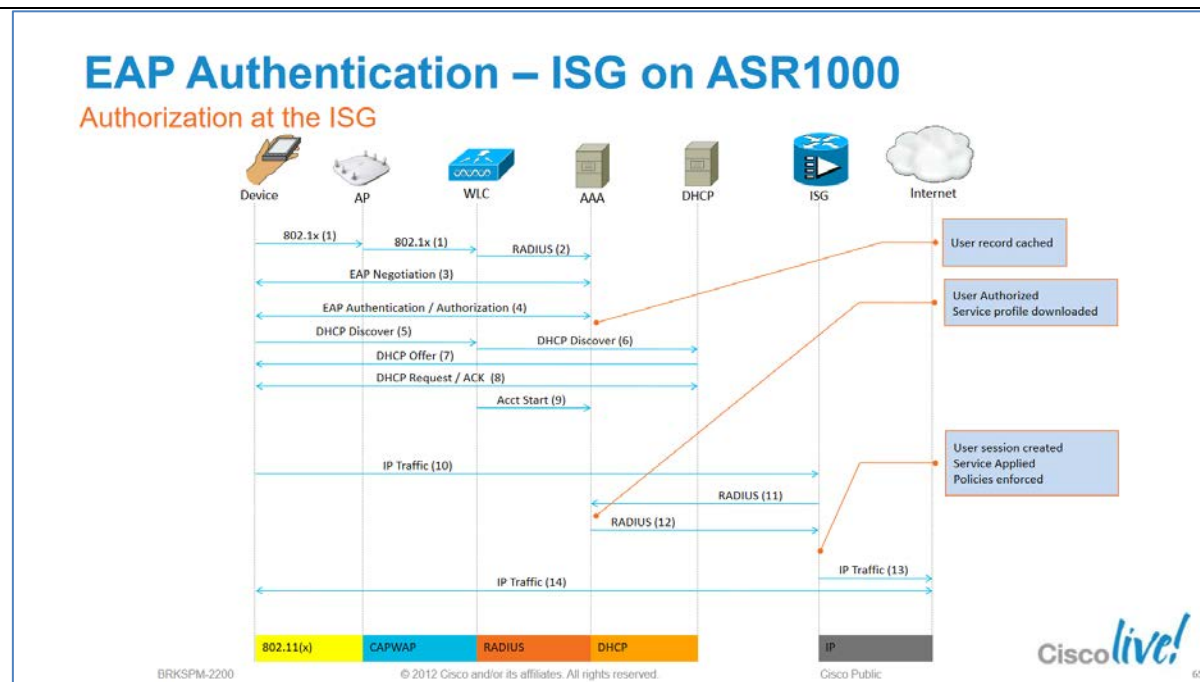 EAP Authentication – ISG on ASR1000
Authorization at the ISG
Device
AP
WLC
AAA
DHCP
ISG
Internet
802.1x (1)
802.1x (1)
RADIUS (2)
User record cached
EAP Negotiation (3)
User Authorized
Service profile downloaded
EAP Authentication / Authorization (4)
DHCP Discover (5)
DHCP Discover (6)
DHCP Offer (7)
DHCP Request / ACK (8)
Acct Start (9)
User session created
Service Applied
Policies enforced
IP Traffic (10)
RADIUS (11)
RADIUS (12)
IP Traffic (13)
IP Traffic (14)
802.11(x)
CAPWAP
RADIUS
DHCP
IP
Cisco live!
BRKSPM-2200
© 2012 Cisco and/or its affiliates. All rights reserved.
Cisco Public